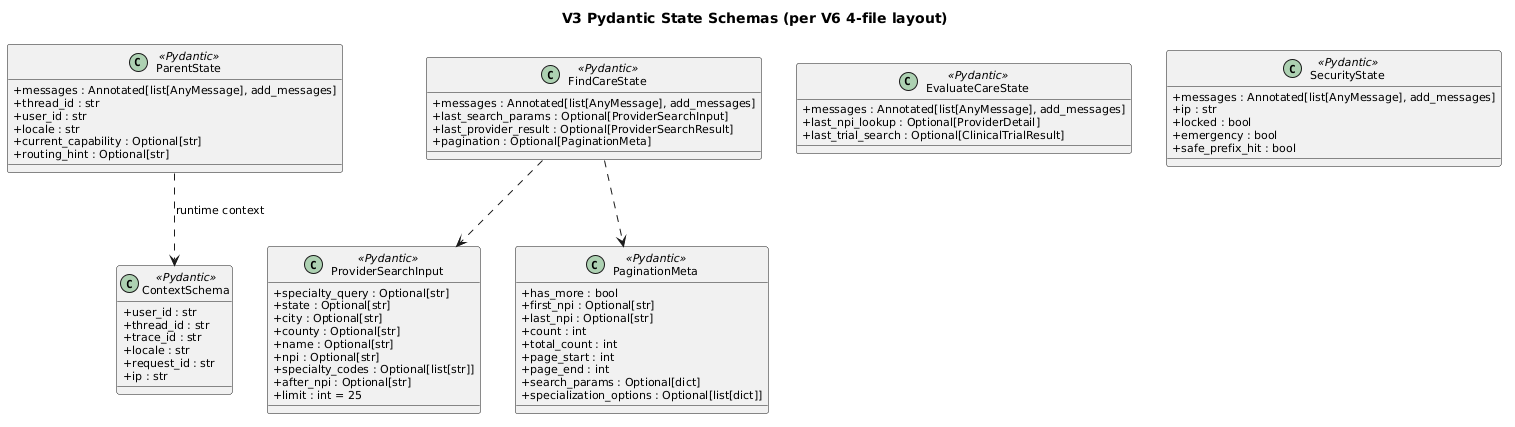 V3 Pydantic State Schemas (per V6 4-file layout)
C
«Pydantic»
ParentState
+messages : Annotated[list[AnyMessage], add_messages]
+thread_id : str
+user_id : str
+locale : str
+current_capability : Optional[str]
+routing_hint : Optional[str]
C
«Pydantic»
FindCareState
+messages : Annotated[list[AnyMessage], add_messages]
+last_search_params : Optional[ProviderSearchInput]
+last_provider_result : Optional[ProviderSearchResult]
+pagination : Optional[PaginationMeta]
C
«Pydantic»
EvaluateCareState
+messages : Annotated[list[AnyMessage], add_messages]
+last_npi_lookup : Optional[ProviderDetail]
+last_trial_search : Optional[ClinicalTrialResult]
C
«Pydantic»
SecurityState
+messages : Annotated[list[AnyMessage], add_messages]
+ip : str
+locked : bool
+emergency : bool
+safe_prefix_hit : bool
runtime context
C
«Pydantic»
ContextSchema
+user_id : str
+thread_id : str
+trace_id : str
+locale : str
+request_id : str
+ip : str
C
«Pydantic»
ProviderSearchInput
+specialty_query : Optional[str]
+state : Optional[str]
+city : Optional[str]
+county : Optional[str]
+name : Optional[str]
+npi : Optional[str]
+specialty_codes : Optional[list[str]]
+after_npi : Optional[str]
+limit : int = 25
C
«Pydantic»
PaginationMeta
+has_more : bool
+first_npi : Optional[str]
+last_npi : Optional[str]
+count : int
+total_count : int
+page_start : int
+page_end : int
+search_params : Optional[dict]
+specialization_options : Optional[list[dict]]